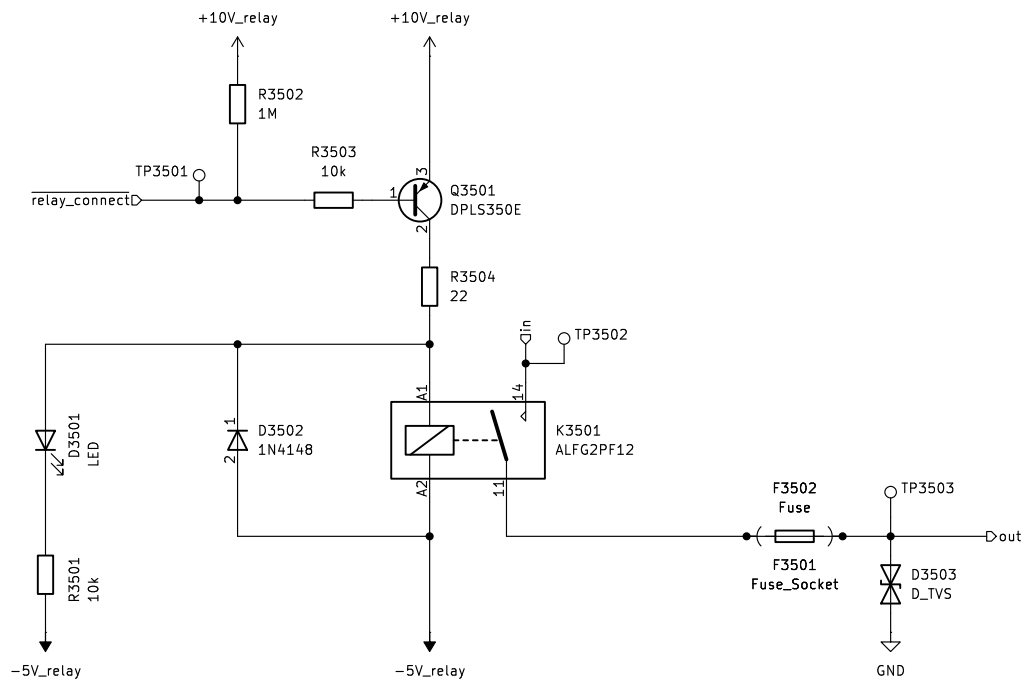 +10V_relay
+10V_relay
R3502
1M
R3503
10k
TP3501
relay_connect
1
3
2
Q3501
DPLS350E
R3504
22
in
TP3502
A1
14
K3501
ALFG2PF12
A2
11
D3501
LED
1
2
D3502
1N4148
F3502
Fuse
F3501
Fuse_Socket
TP3503
out
D3503
D_TVS
R3501
10k
-5V_relay
-5V_relay
GND